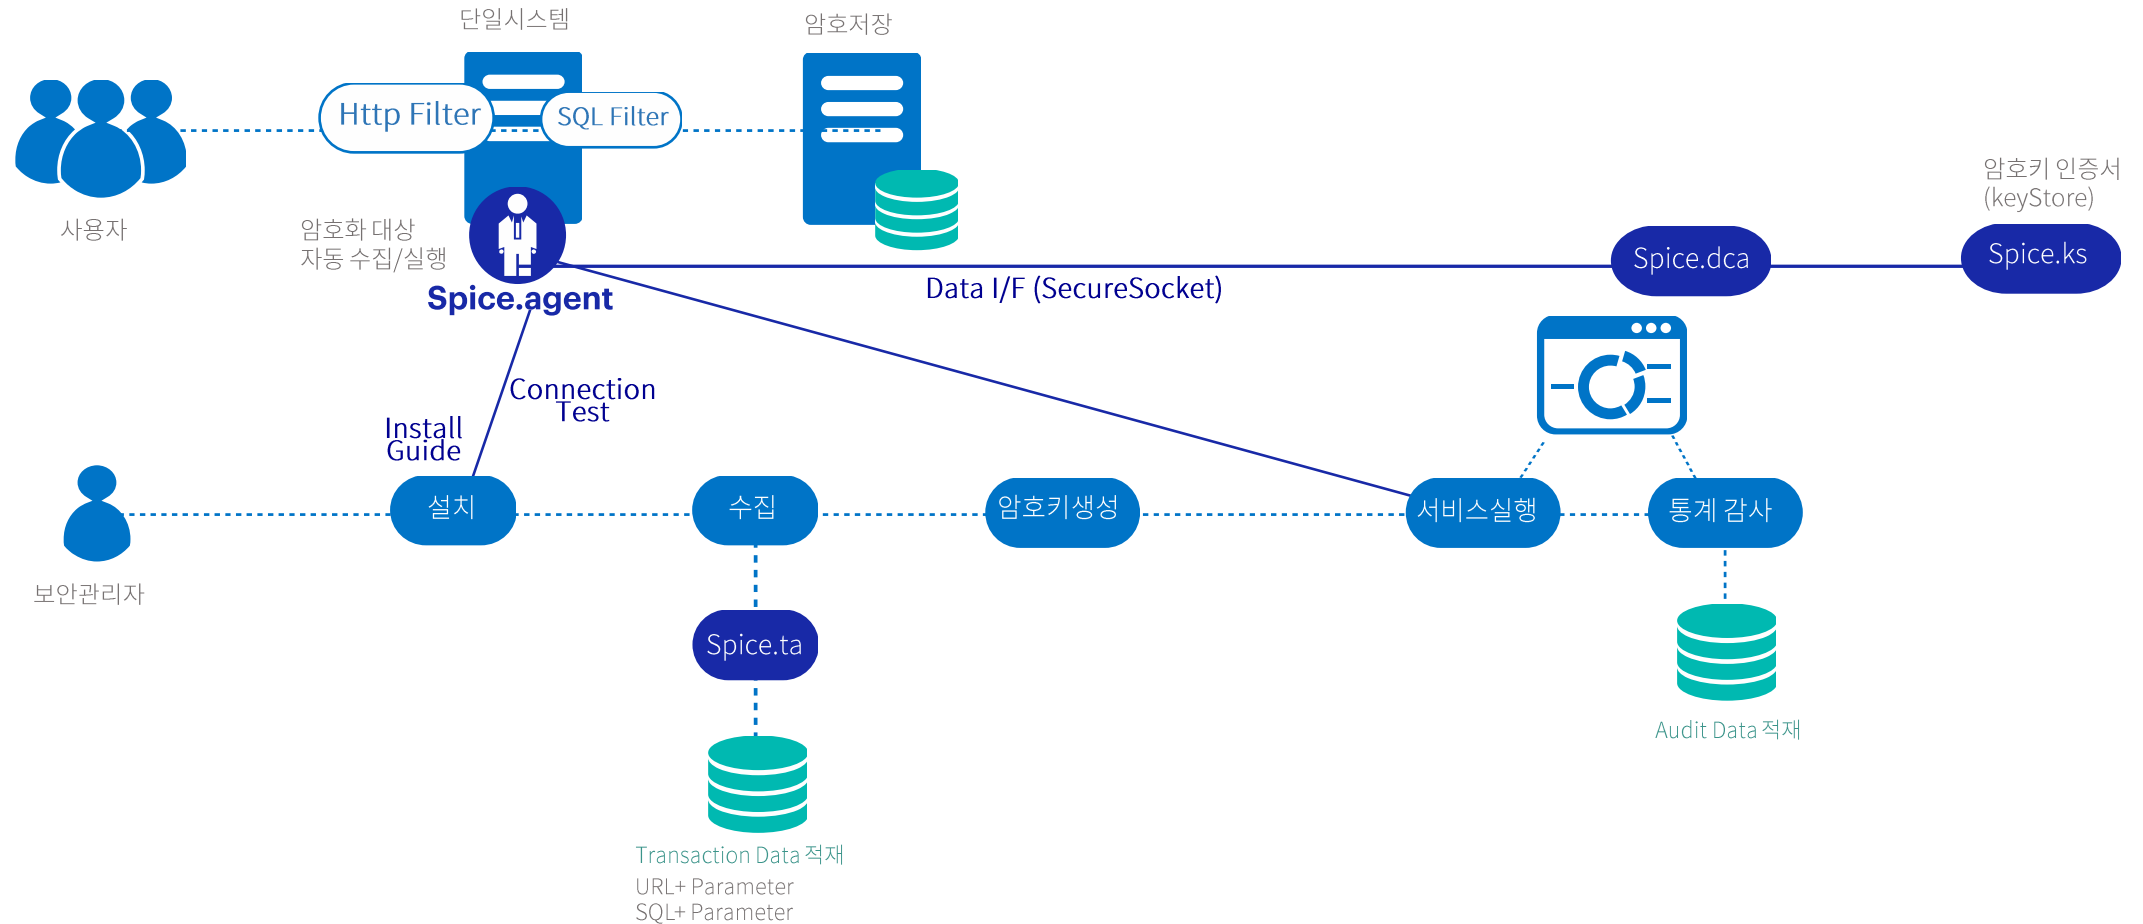 단일시스템
암호저장
Http Filter
SQL Filter
사용자
암호화 대상
자동 수집/실행
Spice.agent
Data I/F (SecureSocket)
Spice.dca
암호키 인증서
(keyStore)
Spice.ks
Connection
Test
Install
Guide
보안관리자
설치
수집
암호키생성
서비스실행
통계 감사
Spice.ta
Transaction Data 적재
URL+ Parameter
SQL+ Parameter
Audit Data 적재